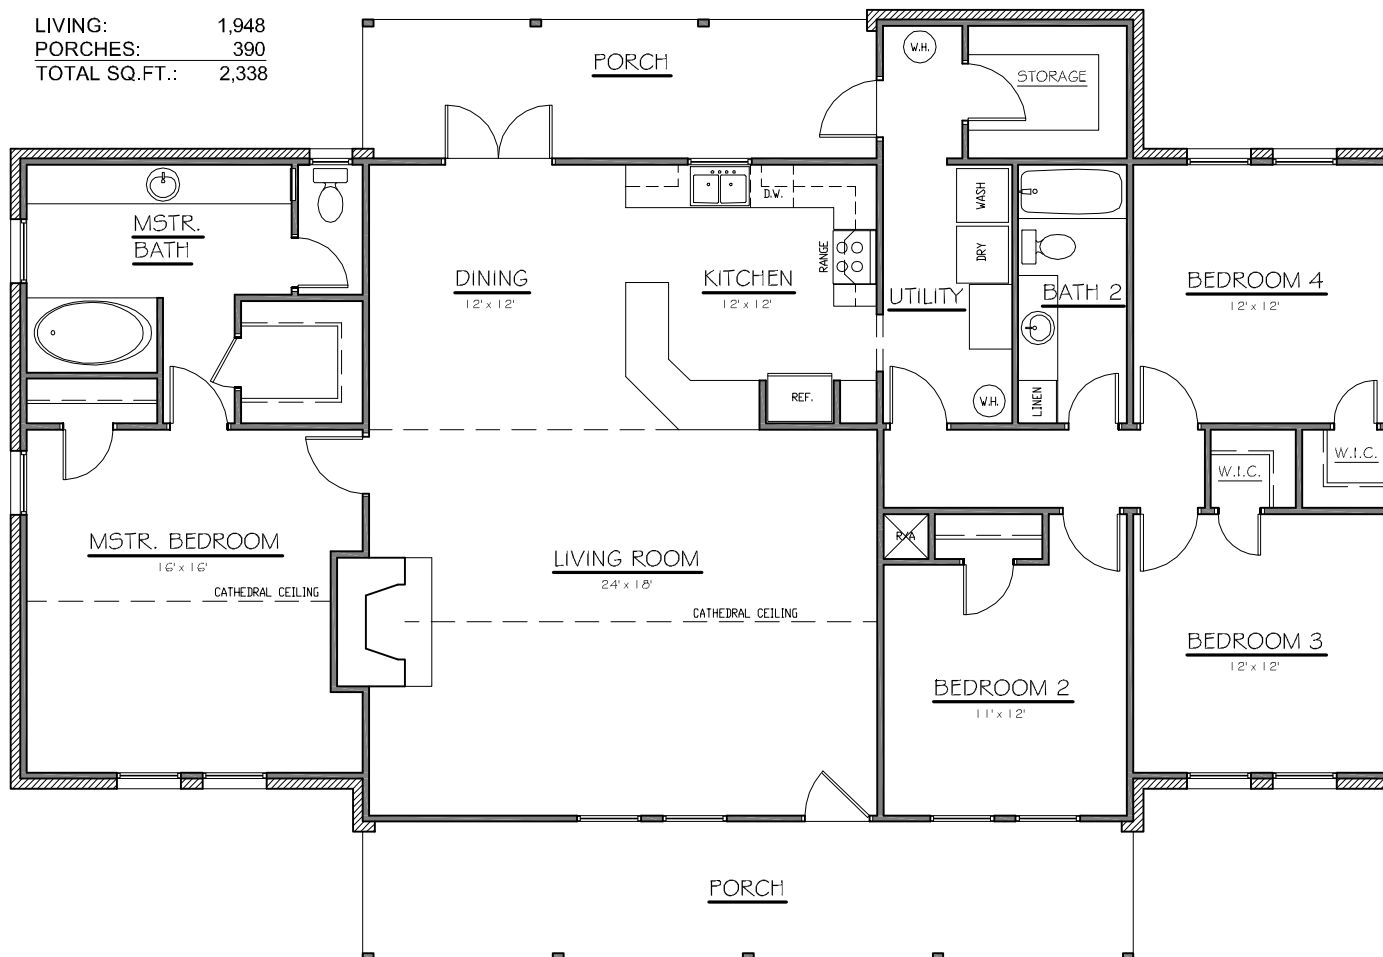 LIVING: 1,948
PORCHES: 390
TOTAL SQ.FT.: 2,338
PORCH
W.H.
STORAGE
MSTR.
BATH
D.W.
WASH
DRY
RANGE
DINING
12' x 12'
KITCHEN
12' x 12'
UTILITY
BATH 2
BEDROOM 4
12' x 12'
REF.
W.H.
LINEN
W.I.C.
W.I.C.
MSTR. BEDROOM
16' x 16'
CATHEDRAL CEILING
LIVING ROOM
24' x 18'
CATHEDRAL CEILING
R/A
BEDROOM 2
11' x 12'
BEDROOM 3
12' x 12'
PORCH